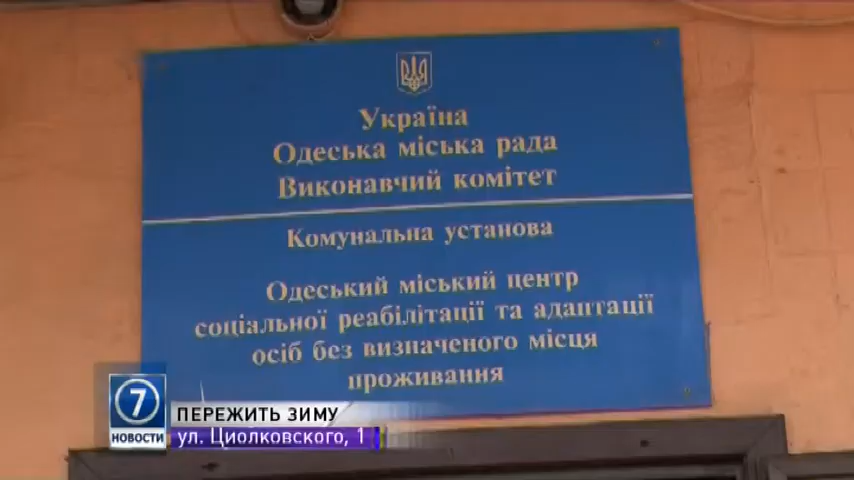 Україна
Одеська міська рада
Виконавчий комітет
Комунальна установа
Одеський міський центр
соціальної реабілітації та адаптації
осіб без визначеного місця
проживання
7
НОВОСТИ
ПЕРЕЖИТЬ ЗИМУ
ул. Циолковского, 1